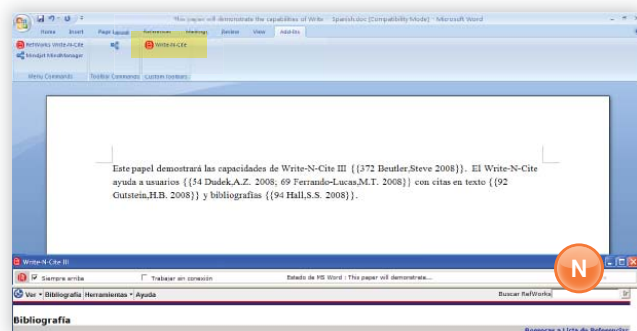 This paper will demonstrate the capabilities of Write - Spanish.doc [Compatibility Mode] - Microsoft Word
Home Insert Page Layout References Mailings Review View Add-Ins
RefWorks Write-N-Cite Write-N-Cite
Mindjet MindManager
Menu Commands Toolbar Commands Custom Toolbars
Este papel demostrará las capacidades de Write-N-Cite III {{372 Beutler,Steve 2008}}. El Write-N-Cite
ayuda a usuarios {{54 Dudek,A.Z. 2008; 69 Ferrando-Lucas,M.T. 2008}} con citas en texto {{92
Gutstein,H.B. 2008}} y bibliografías {{94 Hall,S.S. 2008}}.
Write-N-Cite III
Siempre arriba Trabajar sin conexión Estado de MS Word : This paper will demonstrate...
N
Ver Bibliografía Herramientas Ayuda Buscar RefWorks
Bibliografía
Regresar a Lista de Referencias